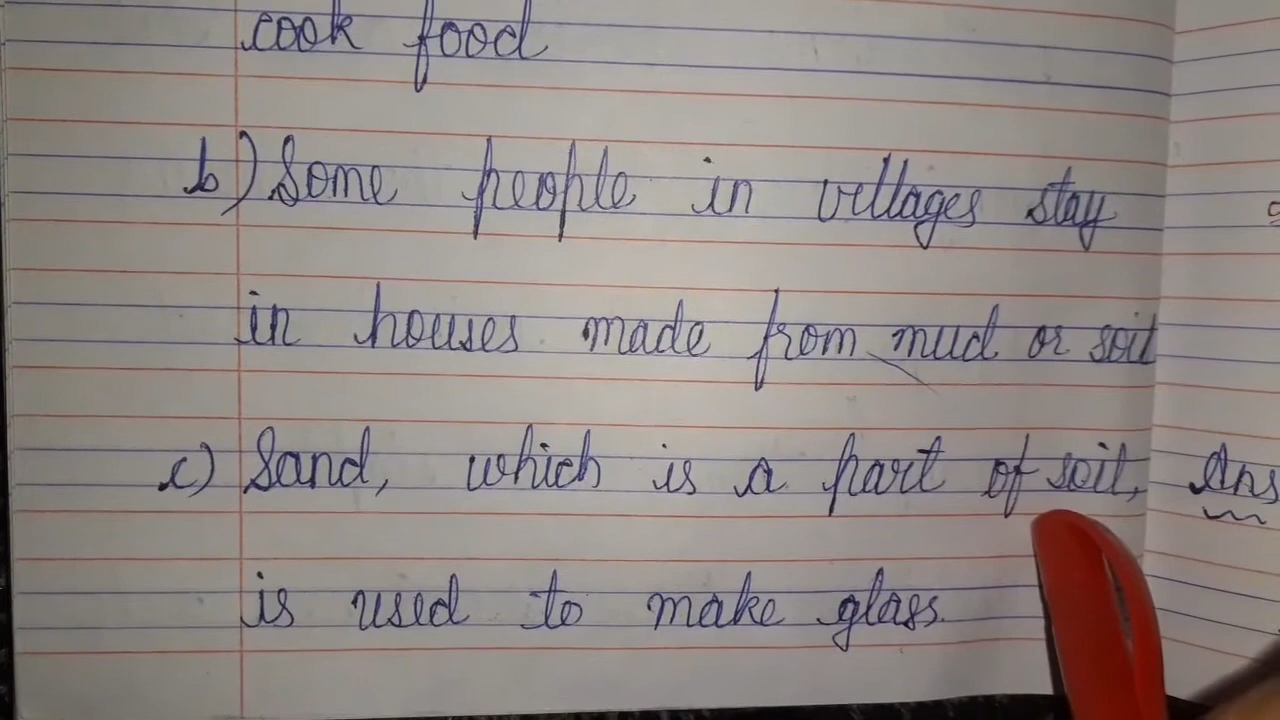 cook food
b) Some people in villages stay
in houses made from mud or soil
c) Sand, which is a part of soil,
is used to make glass.
Ans